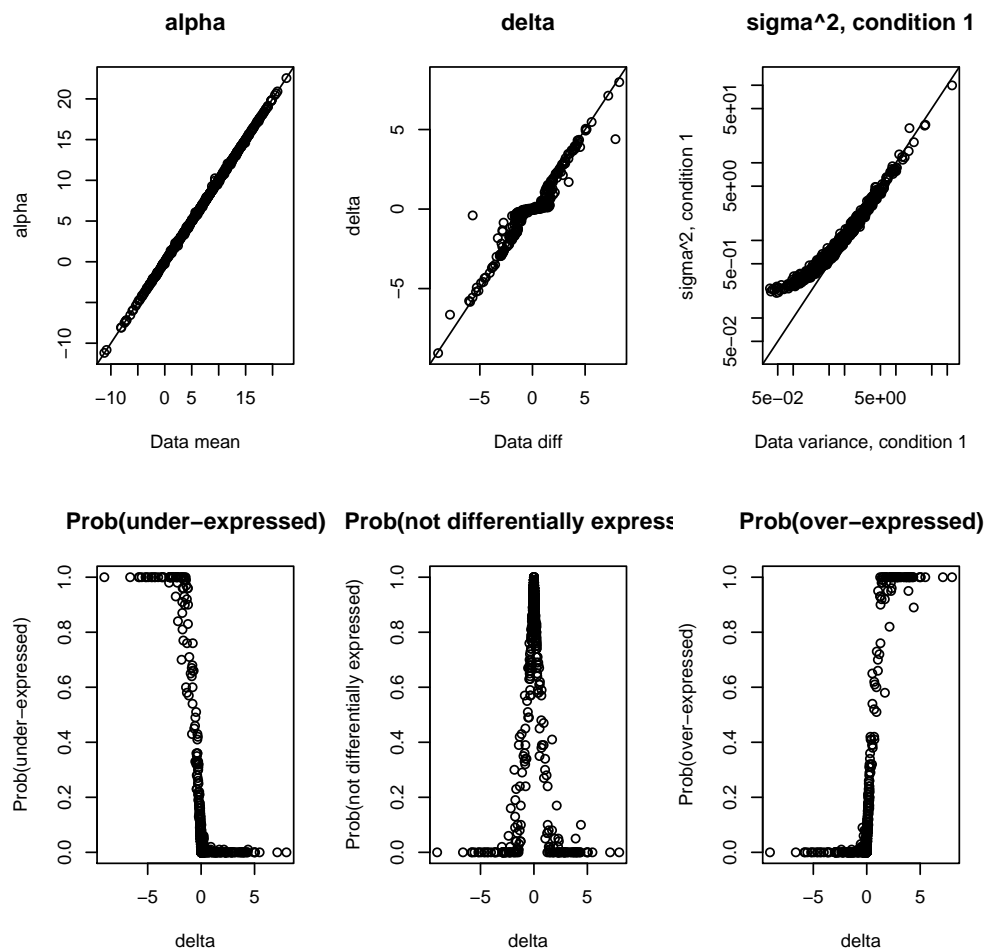 alpha
alpha
−10
0
5
10
15
20
−10
0
5
15
Data mean
delta
delta
−5
0
5
−5
0
5
Data diff
sigma^2, condition 1
sigma^2, condition 1
5e−02
5e−01
5e+00
5e+01
5e−02
5e+00
Data variance, condition 1
Prob(under−expressed)
Prob(under−expressed)
0.0
0.2
0.4
0.6
0.8
1.0
−5
0
5
delta
Prob(not differentially express
Prob(not differentially expressed)
0.0
0.2
0.4
0.6
0.8
1.0
−5
0
5
delta
Prob(over−expressed)
Prob(over−expressed)
0.0
0.2
0.4
0.6
0.8
1.0
−5
0
5
delta